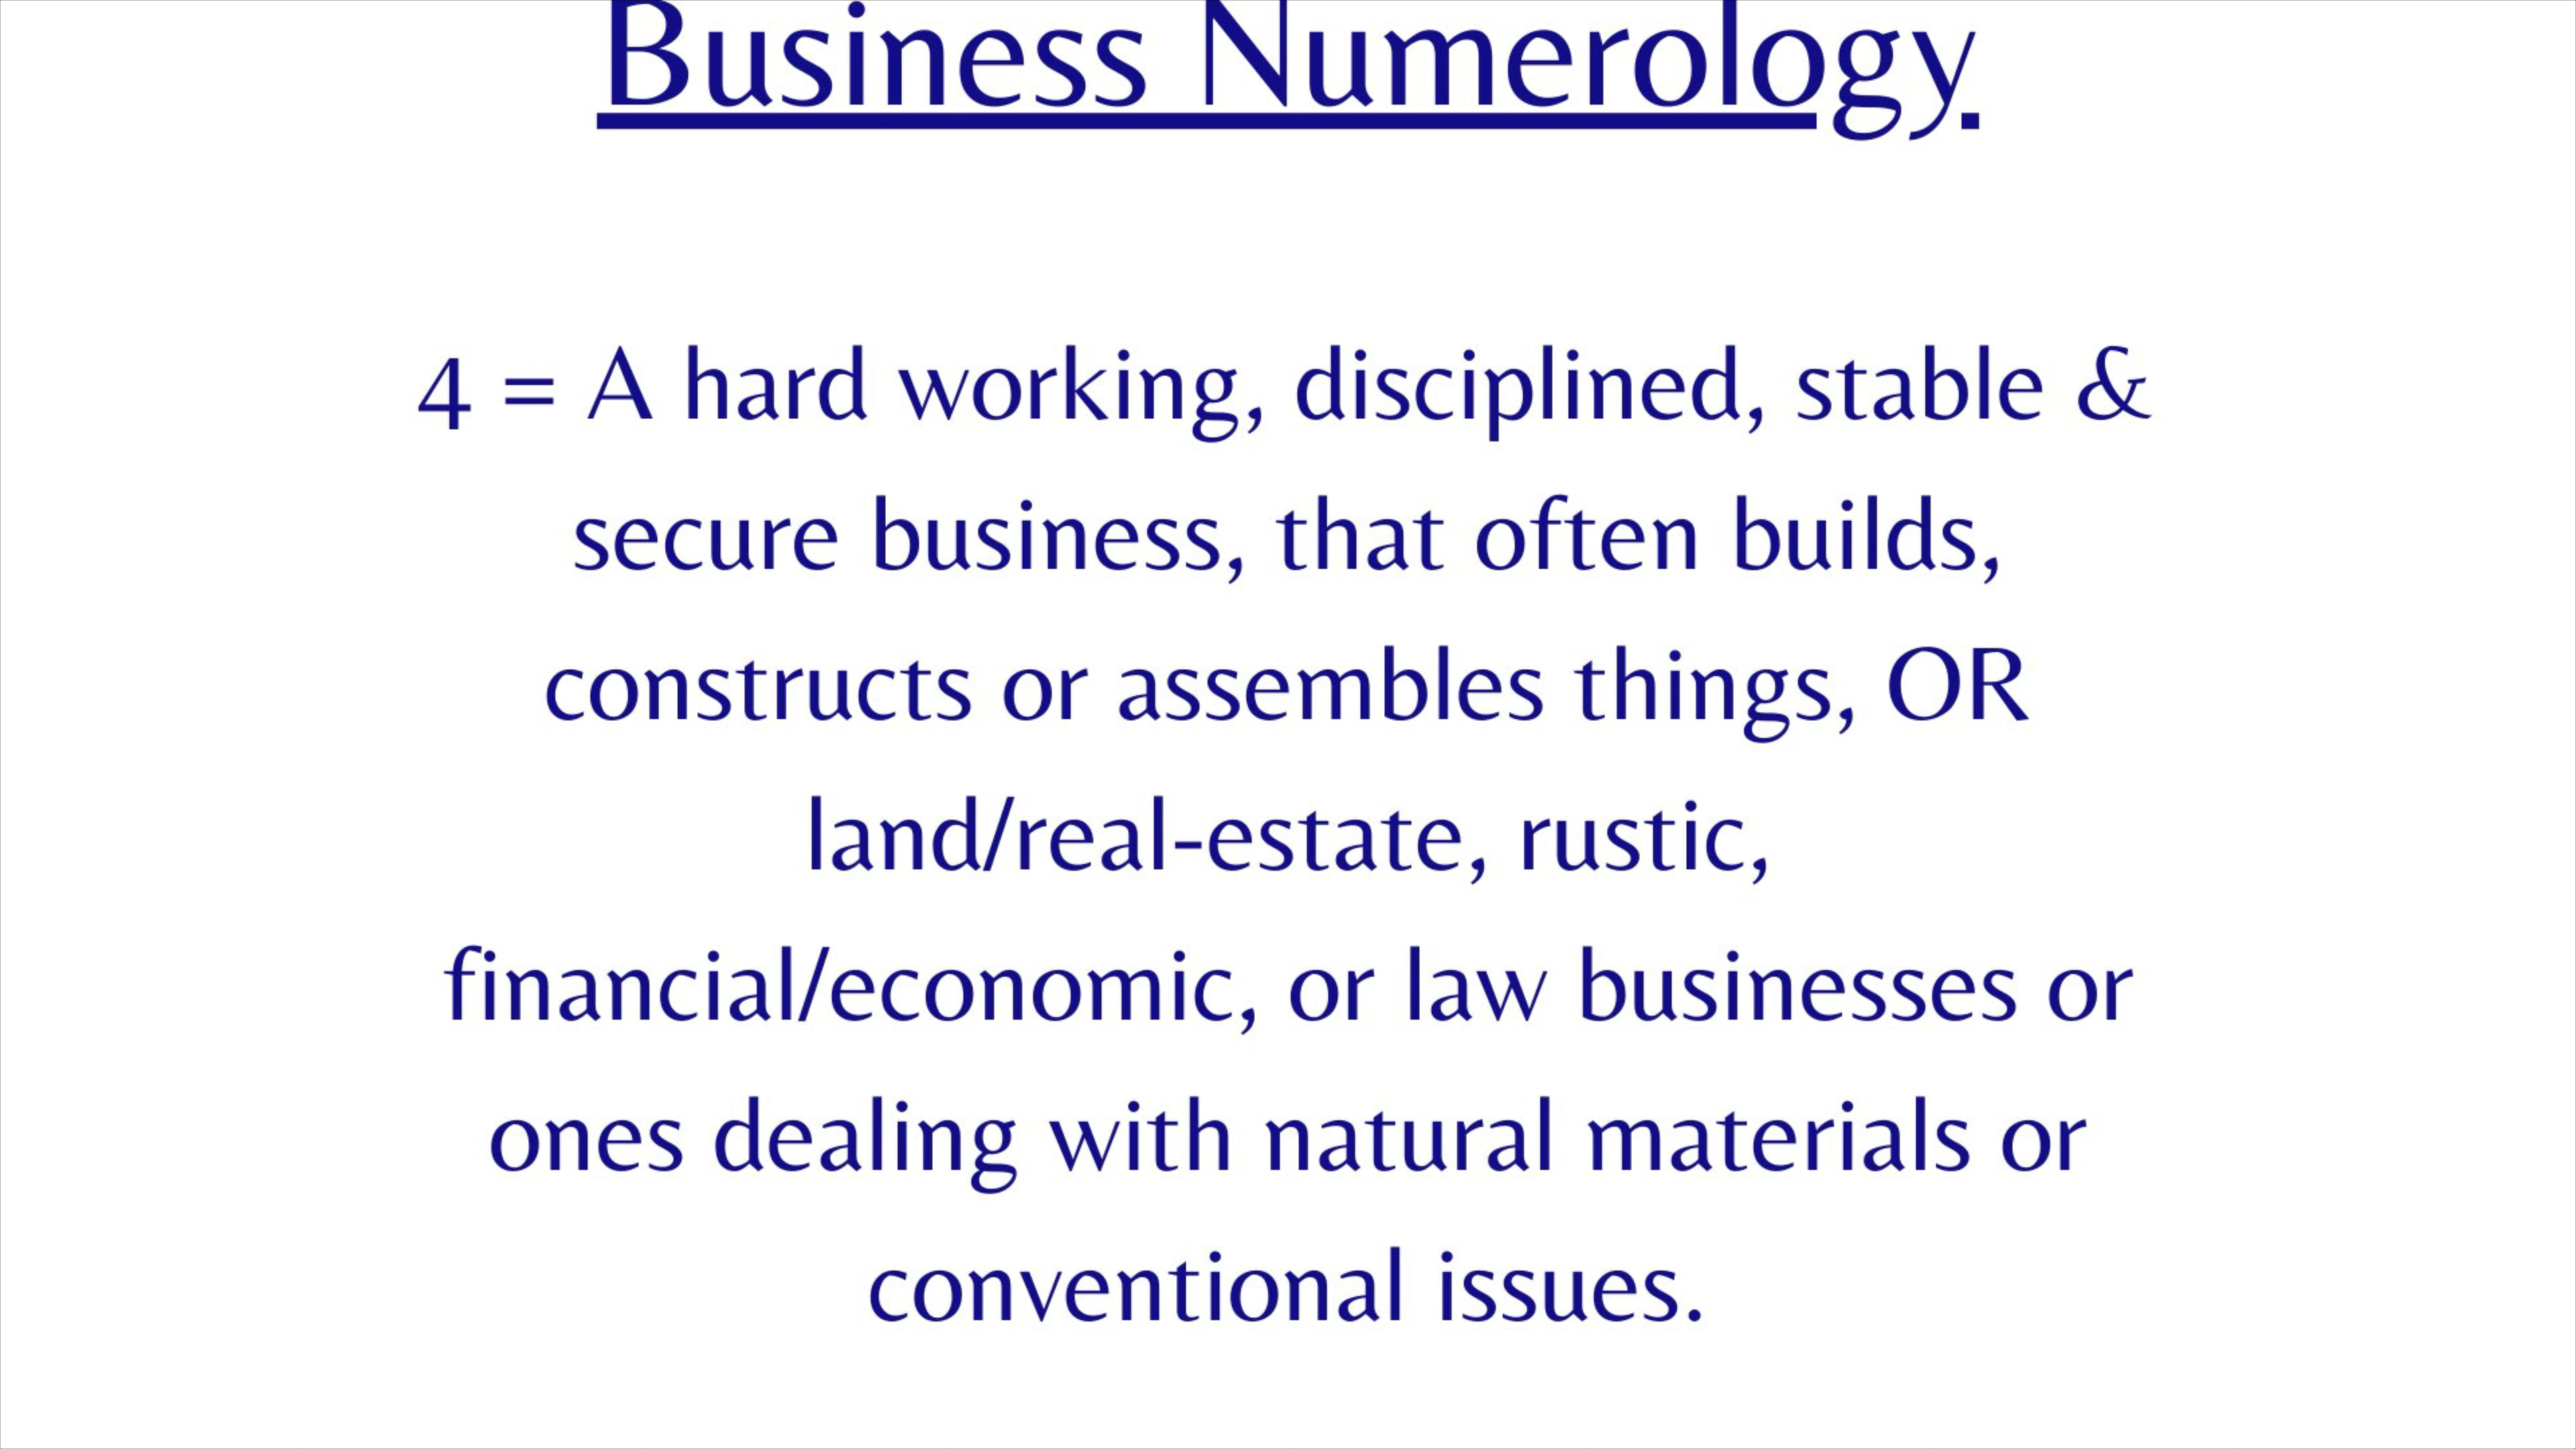 Business Numerology
4 = A hard working, disciplined, stable &
secure business, that often builds,
constructs or assembles things, OR
land/real-estate, rustic,
financial/economic, or law businesses or
ones dealing with natural materials or
conventional issues.